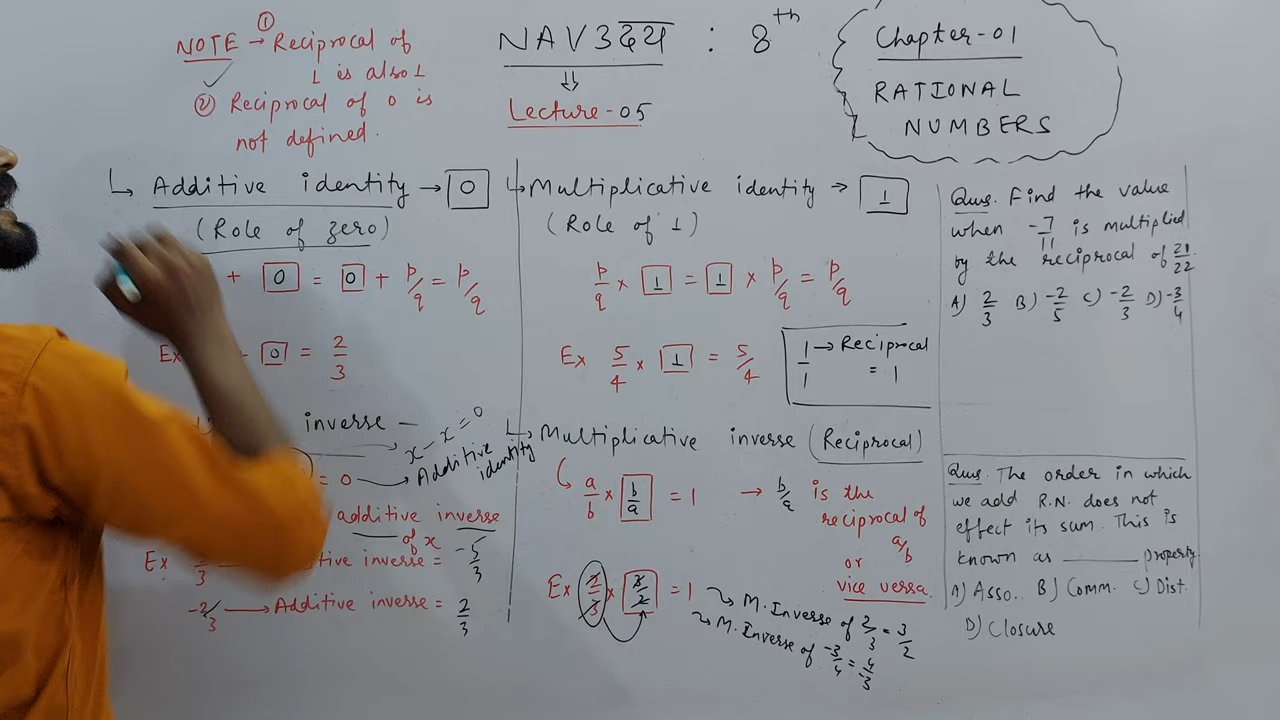 NOTE → ① Reciprocal of
1 is also 1
② Reciprocal of 0 is
not defined.
NAV3 : 8th
⇓
Lecture-05
Chapter-01
RATIONAL
NUMBERS
↳ Additive identity → 0
(Role of zero)
+ 0 = 0 + p/q = p/q
Ex 0 = 2/3
inverse —
x - x = 0
= 0 → Additive identity
additive inverse
of x
Ex /3 tive inverse = -5/3
-2/3 → Additive inverse = 2/3
↳ Multiplicative identity → 1
(Role of 1)
p/q × 1 = 1 × p/q = p/q
Ex 5/4 × 1 = 5/4
1/1 → Reciprocal
= 1
↳ Multiplicative inverse (Reciprocal)
a/b × b/a = 1 → b/a is the
reciprocal of
a/b
or
vice versa.
Ex 2/3 × 3/2 = 1
→ M.Inverse of 2/3 = 3/2
→ M.Inverse of -3/4 = 4/-3
Ques. Find the value
when -7/11 is multiplied
by the reciprocal of 21/22.
A) 2/3 B) -2/5 C) -2/3 D) -3/4
Ques. The order in which
we add R.N. does not
effect its sum. This is
known as ______ property
A) Asso.. B) Comm. C) Dist.
D) Closure